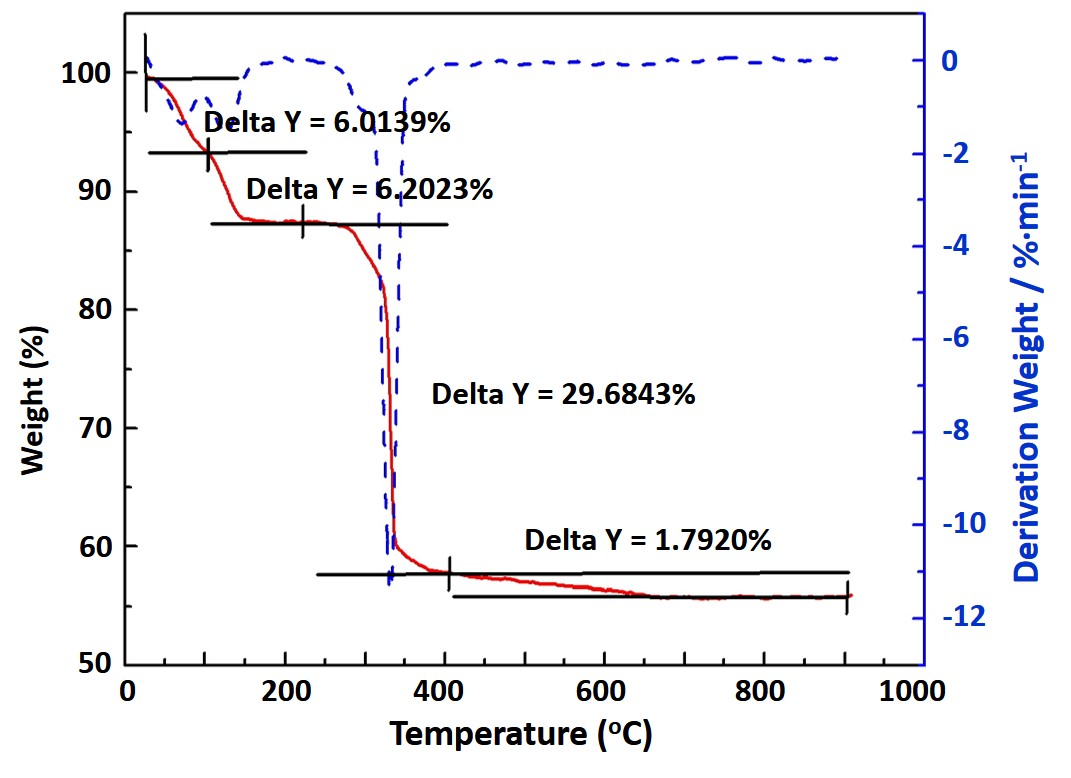 Weight (%)
100
90
80
70
60
50
Delta Y = 6.0139%
Delta Y = 6.2023%
Delta Y = 29.6843%
Delta Y = 1.7920%
0
-2
-4
-6
-8
-10
-12
Derivation Weight / %·min⁻¹
0 200 400 600 800 1000
Temperature (ºC)